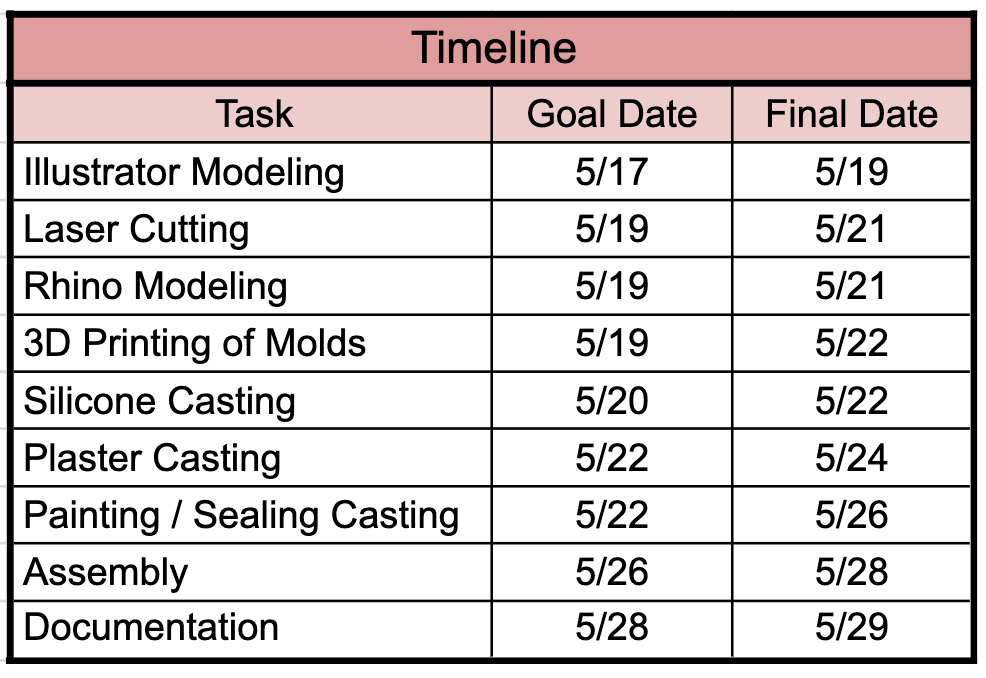 Timeline
Task Goal Date Final Date
Illustrator Modeling 5/17 5/19
Laser Cutting 5/19 5/21
Rhino Modeling 5/19 5/21
3D Printing of Molds 5/19 5/22
Silicone Casting 5/20 5/22
Plaster Casting 5/22 5/24
Painting / Sealing Casting 5/22 5/26
Assembly 5/26 5/28
Documentation 5/28 5/29